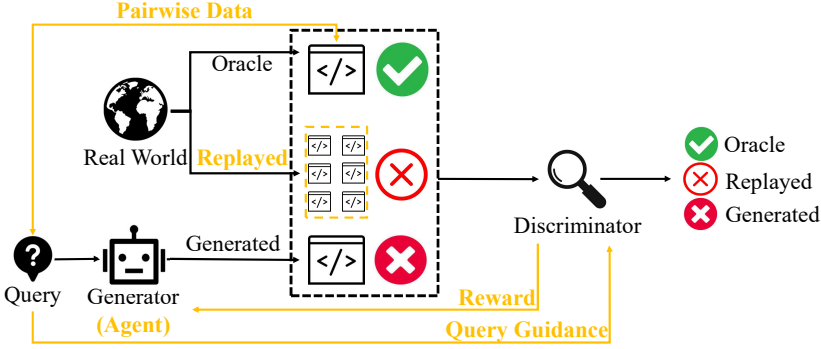 Pairwise Data
Oracle
</>
Real World
Replayed
</> </>
</> </>
</> </>
Oracle
Replayed
Generated
Discriminator
?
Generated
</>
Query
Generator
(Agent)
Reward
Query Guidance